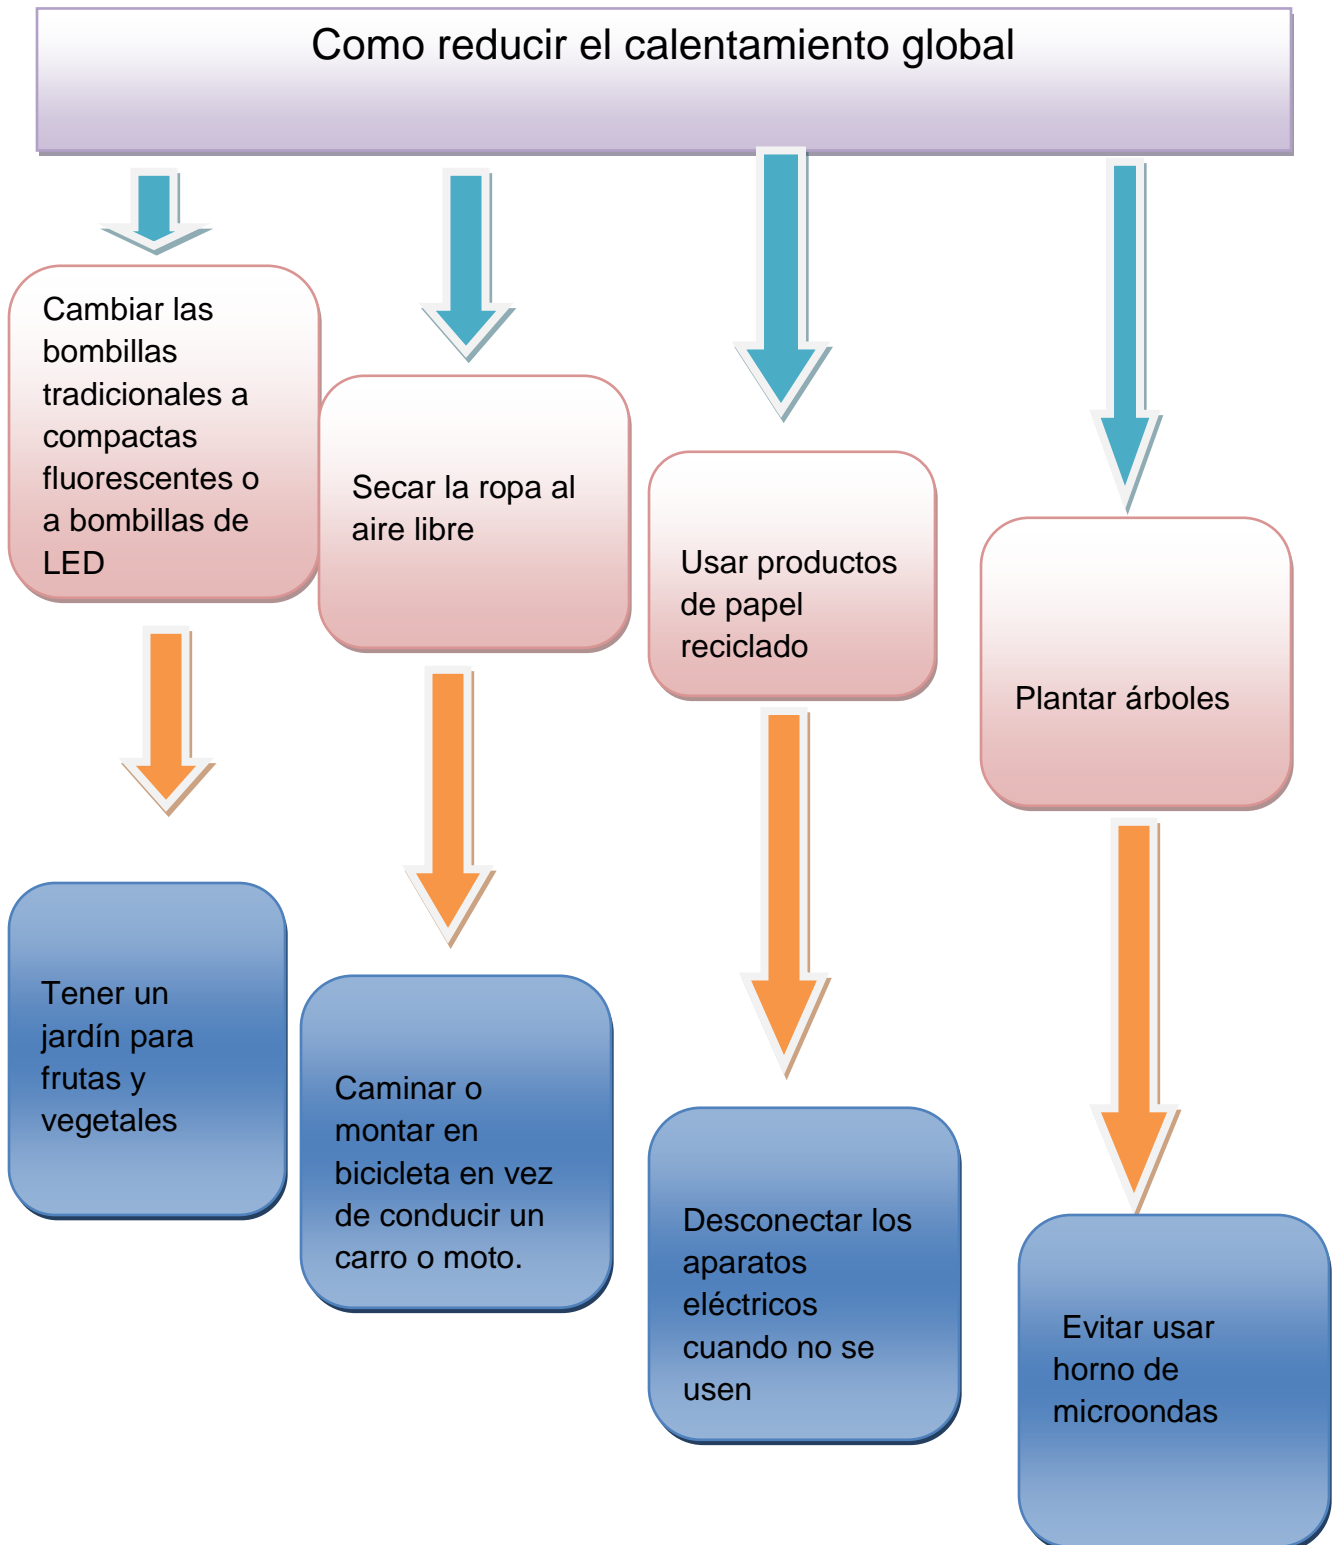 Como reducir el calentamiento global
Cambiar las
bombillas
tradicionales a
compactas
fluorescentes o
a bombillas de
LED
Secar la ropa al
aire libre
Usar productos
de papel
reciclado
Plantar árboles
Tener un
jardín para
frutas y
vegetales
Caminar o
montar en
bicicleta en vez
de conducir un
carro o moto.
Desconectar los
aparatos
eléctricos
cuando no se
usen
Evitar usar
horno de
microondas